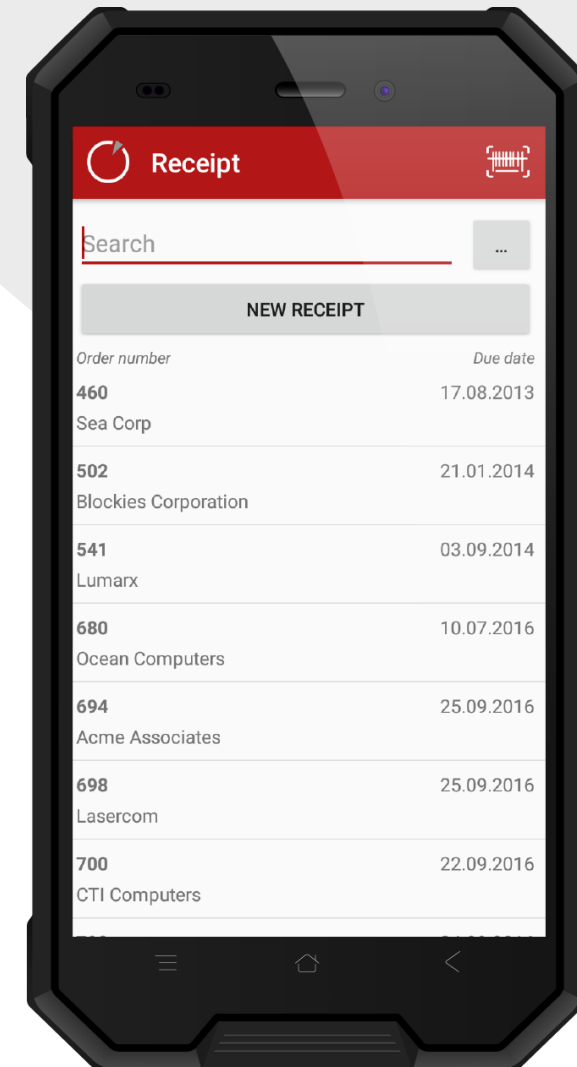 Receipt
Search
...
NEW RECEIPT
Order number Due date
460 17.08.2013
Sea Corp
502 21.01.2014
Blockies Corporation
541 03.09.2014
Lumarx
680 10.07.2016
Ocean Computers
694 25.09.2016
Acme Associates
698 25.09.2016
Lasercom
700 22.09.2016
CTI Computers